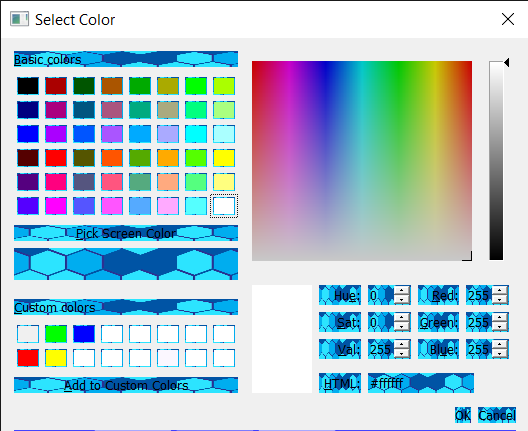 Select Color
Basic colors
Pick Screen Color
Custom colors
Add to Custom Colors
Hue: 0 Red: 255
Sat: 0 Green: 255
Val: 255 Blue: 255
HTML: #ffffff
OK Cancel